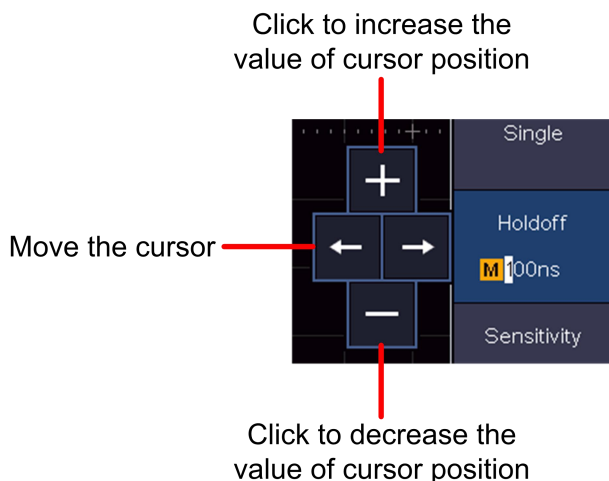 Click to increase the
value of cursor position
Single
+
Move the cursor
← →
Holdoff
M 100ns
−
Sensitivity
Click to decrease the
value of cursor position